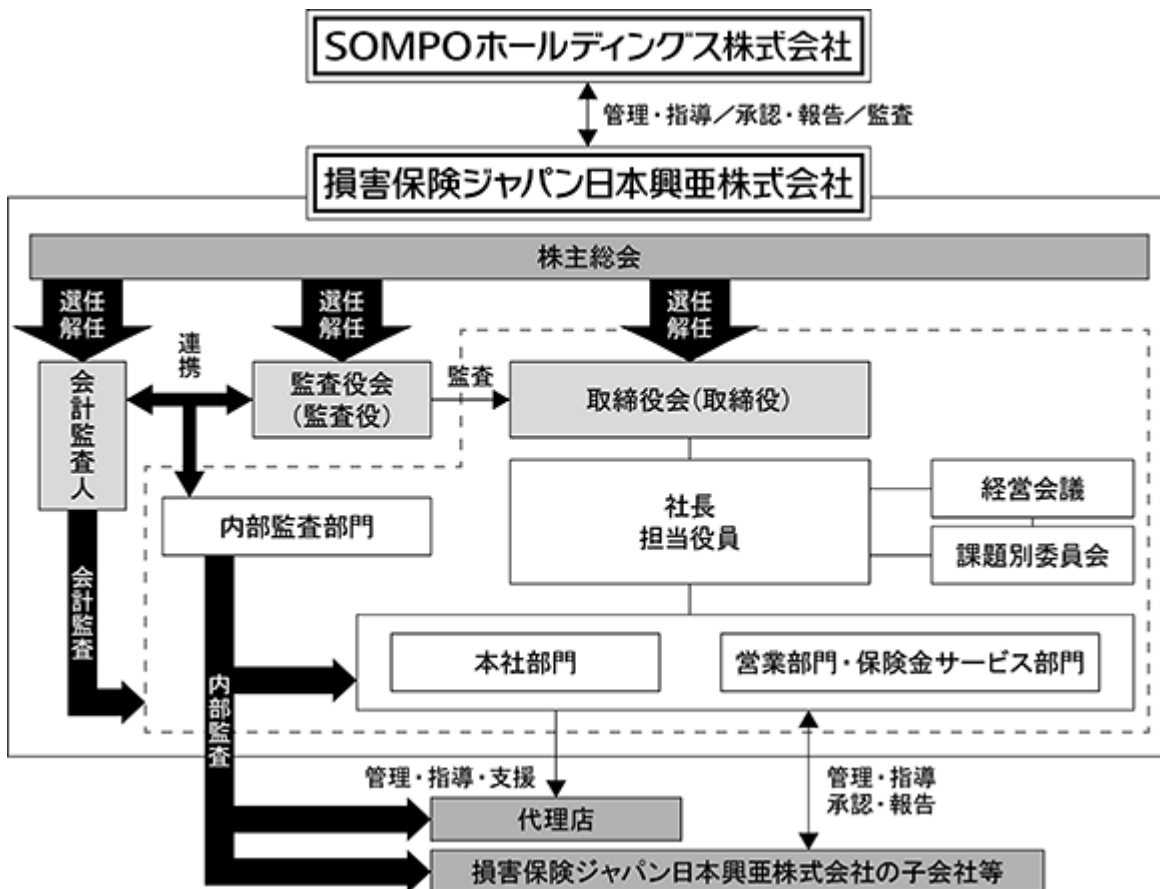 SOMPOホールディングス株式会社
管理・指導／承認・報告／監査
損害保険ジャパン日本興亜株式会社
株主総会
選任
解任
選任
解任
選任
解任
連携
会計監査人
監査役会
（監査役）
監査
取締役会（取締役）
内部監査部門
社長
担当役員
経営会議
課題別委員会
会計監査
本社部門
営業部門・保険金サービス部門
内部監査
管理・指導・支援
管理・指導
承認・報告
代理店
損害保険ジャパン日本興亜株式会社の子会社等